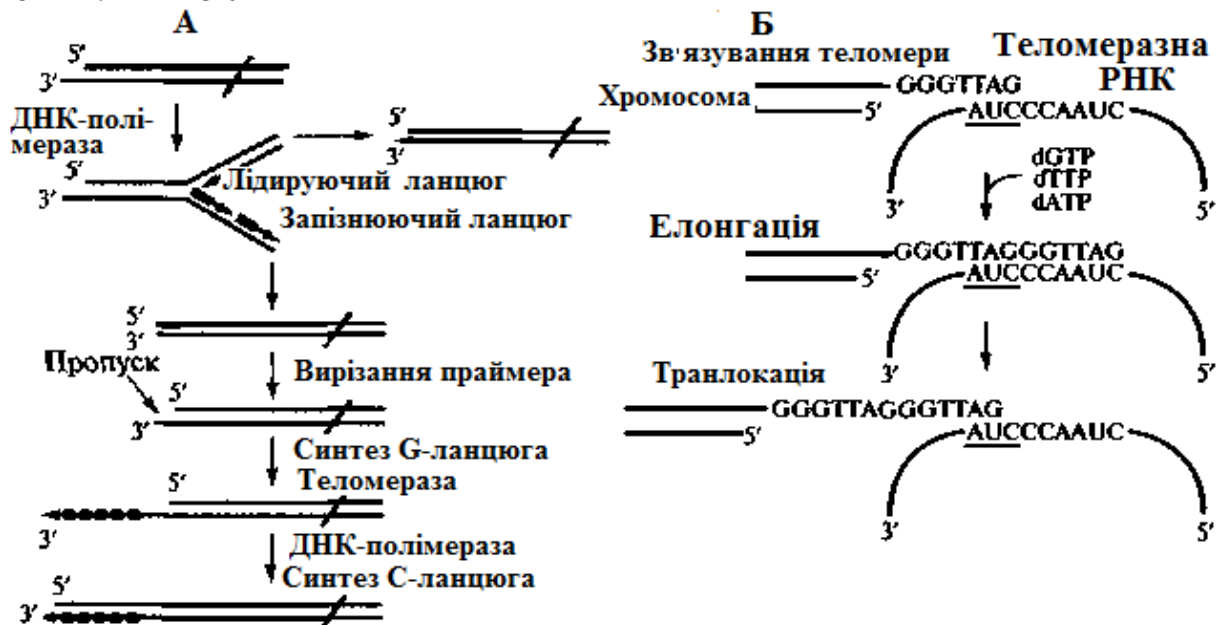 А
5'
3'
ДНК-полі-
мераза
5'
3'
5'
3'
Лідируючий ланцюг
Запізнюючий ланцюг
5'
3'
Пропуск
Вирізання праймера
5'
3'
Синтез G-ланцюга
Теломераза
5'
3'
ДНК-полімераза
Синтез С-ланцюга
5'
3'
Б
Зв'язування теломери
Теломеразна
РНК
GGGTTAG
Хромосома
5'
AUCCCAAUC
dGTP
dTTP
dATP
3'
5'
Елонгація
GGGTTAGGGTTAG
5'
AUCCCAAUC
3'
5'
Транлокація
GGGTTAGGGTTAG
5'
AUCCCAAUC
3'
5'